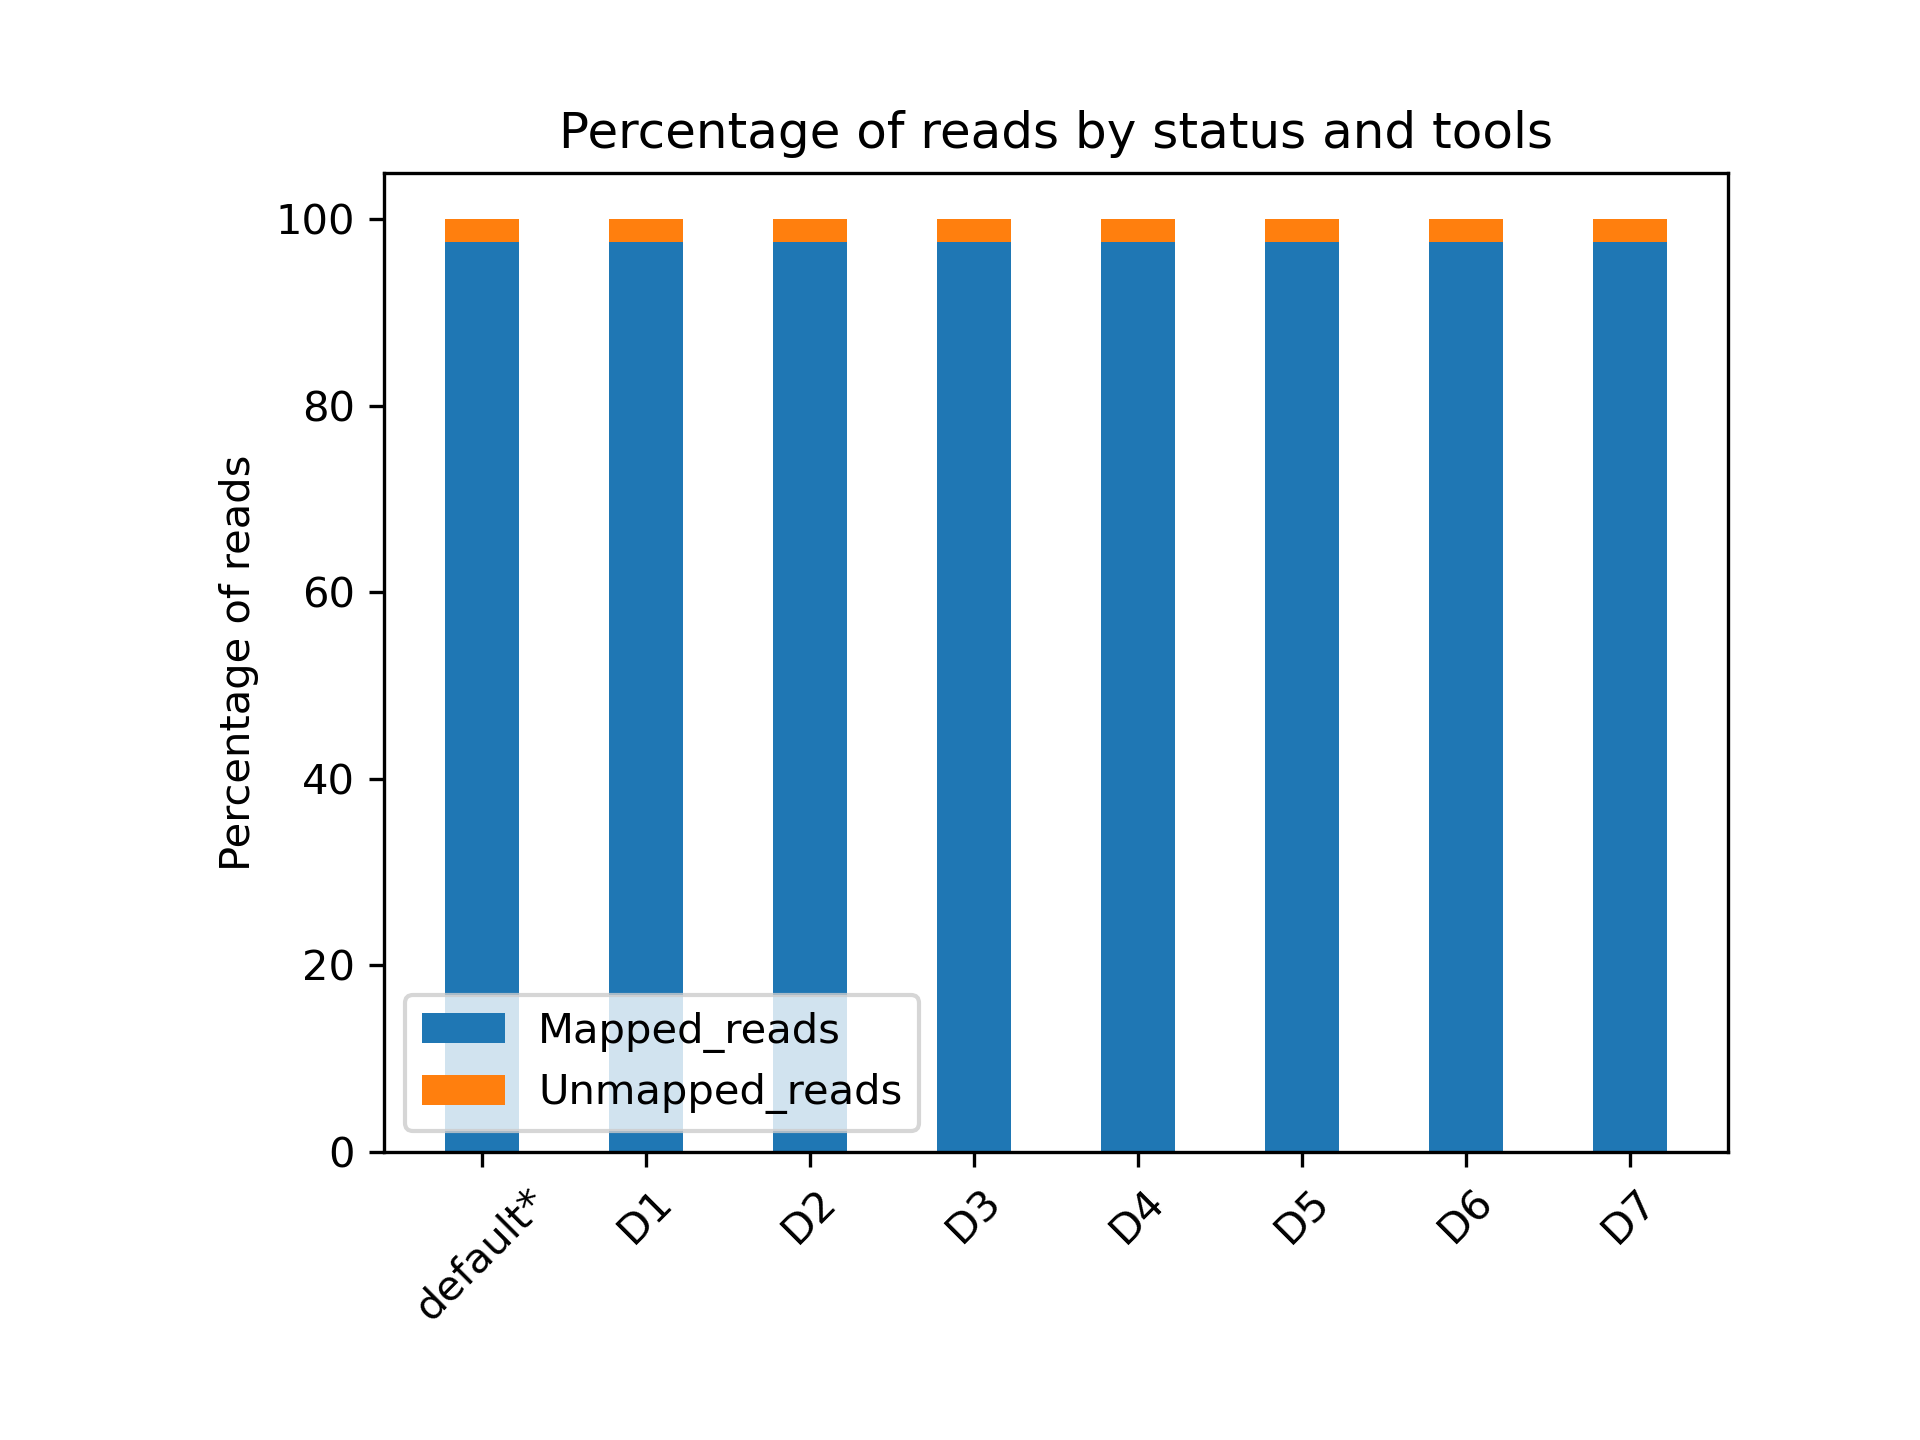 Percentage of reads by status and tools
Percentage of reads
100
80
60
40
20
0
Mapped_reads
Unmapped_reads
default*
D1
D2
D3
D4
D5
D6
D7